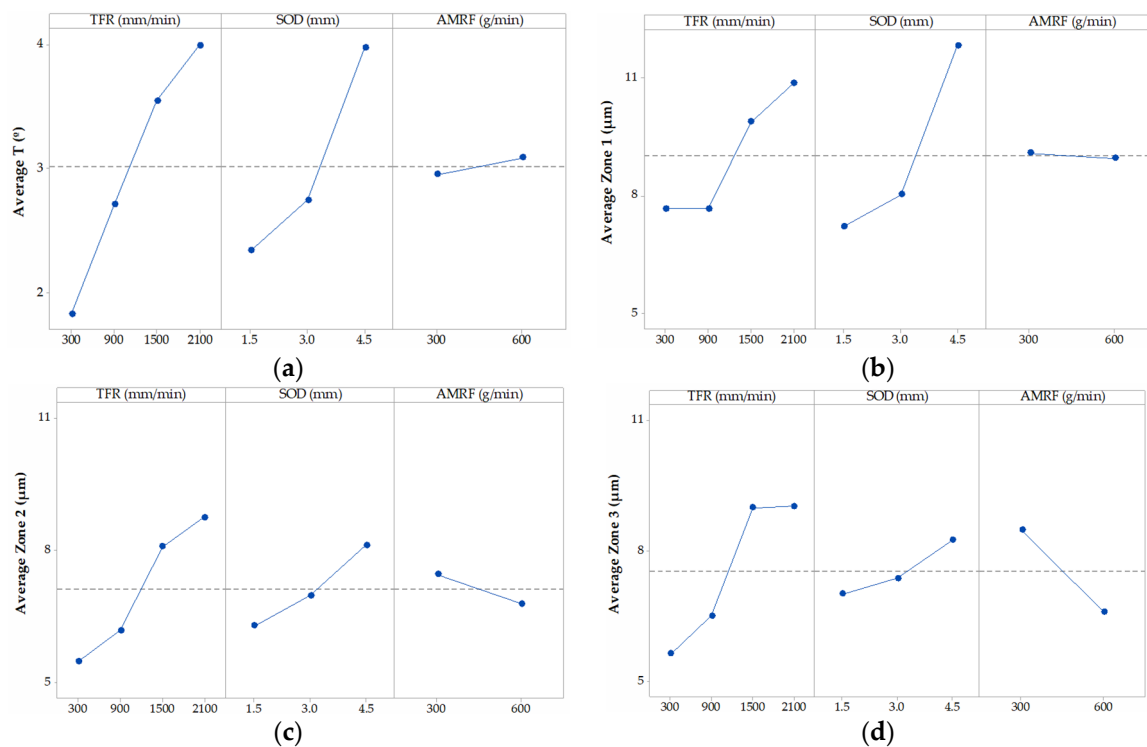 TFR (mm/min) SOD (mm) AMRF (g/min)
Average T (º)
4
3
2
300 900 1500 2100 1.5 3.0 4.5 300 600
(a)
TFR (mm/min) SOD (mm) AMRF (g/min)
Average Zone 1 (µm)
11
8
5
300 900 1500 2100 1.5 3.0 4.5 300 600
(b)
TFR (mm/min) SOD (mm) AMRF (g/min)
Average Zone 2 (µm)
11
8
5
300 900 1500 2100 1.5 3.0 4.5 300 600
(c)
TFR (mm/min) SOD (mm) AMRF (g/min)
Average Zone 3 (µm)
11
8
5
300 900 1500 2100 1.5 3.0 4.5 300 600
(d)